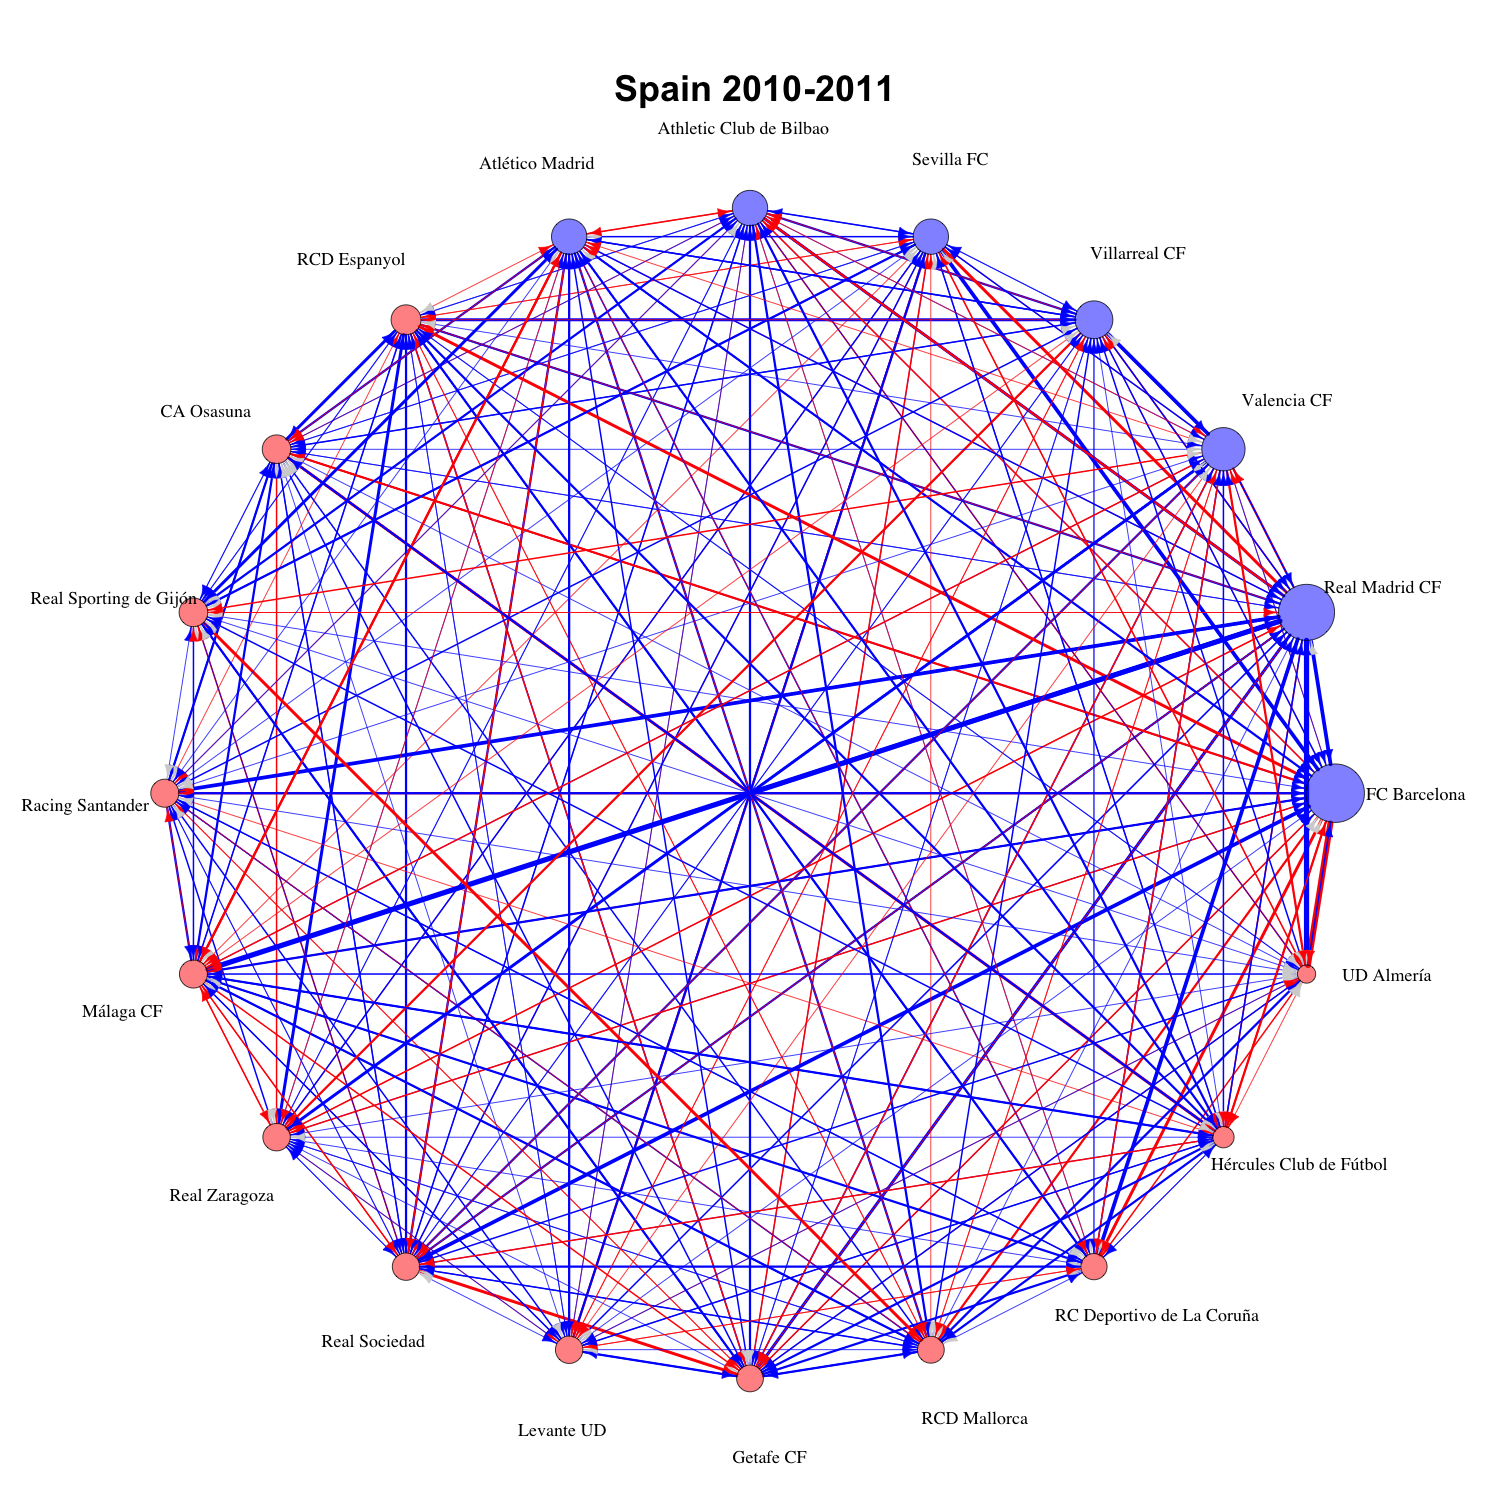 Spain 2010-2011
Athletic Club de Bilbao
Sevilla FC
Atlético Madrid
Villarreal CF
RCD Espanyol
Valencia CF
CA Osasuna
Real Madrid CF
Real Sporting de Gijón
FC Barcelona
Racing Santander
UD Almería
Málaga CF
Hércules Club de Fútbol
Real Zaragoza
RC Deportivo de La Coruña
Real Sociedad
RCD Mallorca
Levante UD
Getafe CF